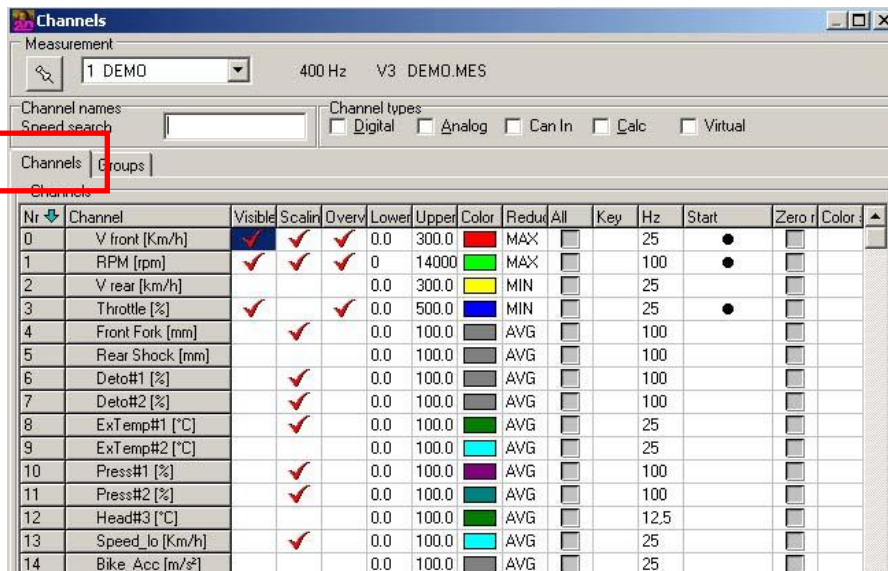 Channels
Measurement
1 DEMO 400 Hz V3 DEMO.MES
Channel names Channel types
Speed search Digital Analog Can In Calc Virtual
Channels Groups
Channels
Nr Channel Visible Scalin Overv Lower Upper Color Reduc All Key Hz Start Zero r Color s
0 V front [Km/h] 0.0 300.0 MAX 25
1 RPM [rpm] 0 14000 MAX 100
2 V rear [km/h] 0.0 300.0 MIN 25
3 Throttle [%] 0.0 500.0 MIN 25
4 Front Fork [mm] 0.0 100.0 AVG 100
5 Rear Shock [mm] 0.0 100.0 AVG 100
6 Deto#1 [%] 0.0 100.0 AVG 100
7 Deto#2 [%] 0.0 100.0 AVG 100
8 ExTemp#1 [°C] 0.0 100.0 AVG 25
9 ExTemp#2 [°C] 0.0 100.0 AVG 25
10 Press#1 [%] 0.0 100.0 AVG 100
11 Press#2 [%] 0.0 100.0 AVG 100
12 Head#3 [°C] 0.0 100.0 AVG 12,5
13 Speed_lo [Km/h] 0.0 100.0 AVG 25
14 Bike_Acc [m/s²] 0.0 100.0 AVG 25